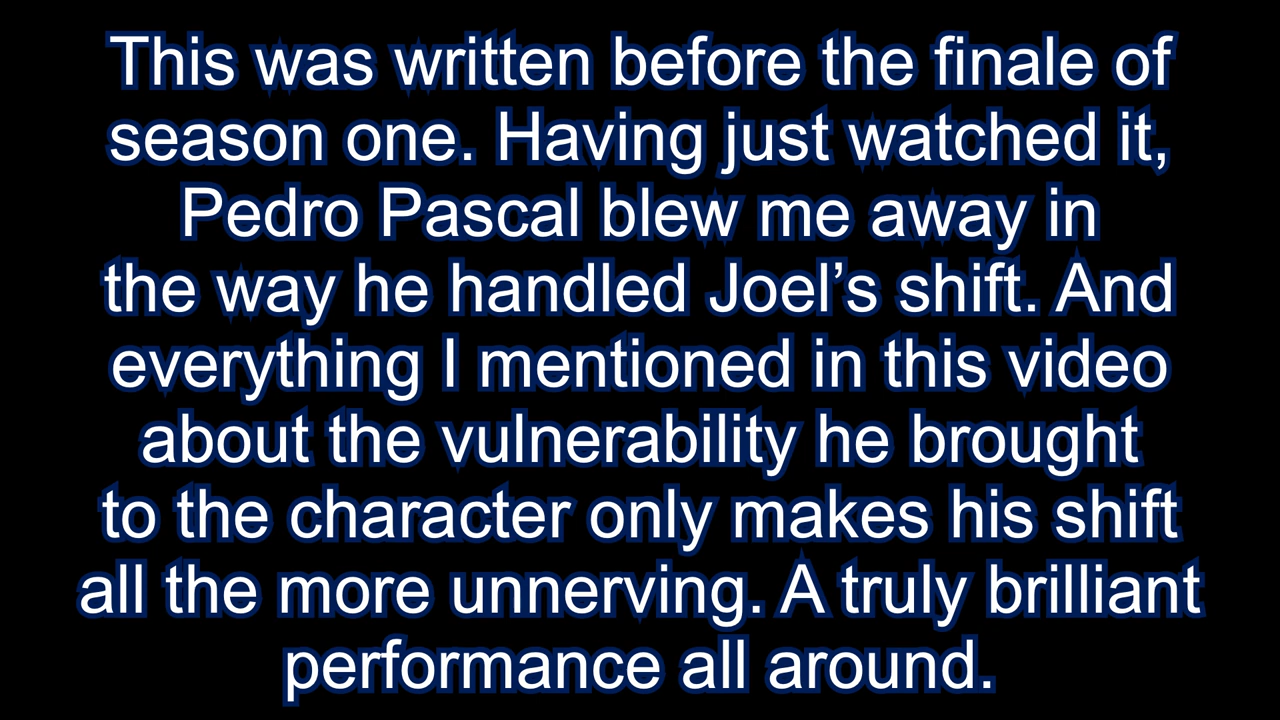 This was written before the finale of
season one. Having just watched it,
Pedro Pascal blew me away in
the way he handled Joel’s shift. And
everything I mentioned in this video
about the vulnerability he brought
to the character only makes his shift
all the more unnerving. A truly brilliant
performance all around.